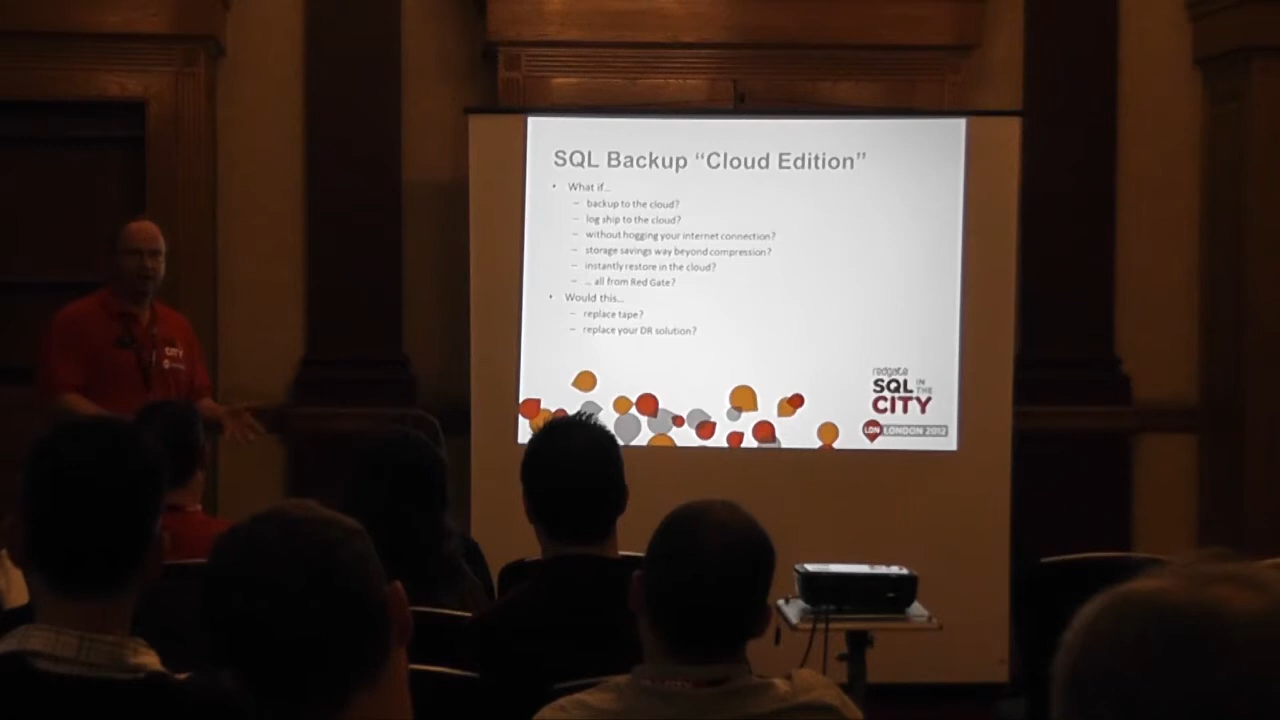 SQL Backup “Cloud Edition”
• What if...
– backup to the cloud?
– log ship to the cloud?
– without hogging your internet connection?
– storage savings way beyond compression?
– instantly restore in the cloud?
– ... all from Red Gate?
• Would this...
– replace tape?
– replace your DR solution?
redgate
SQL IN THE
CITY
LDN LONDON 2012
CITY